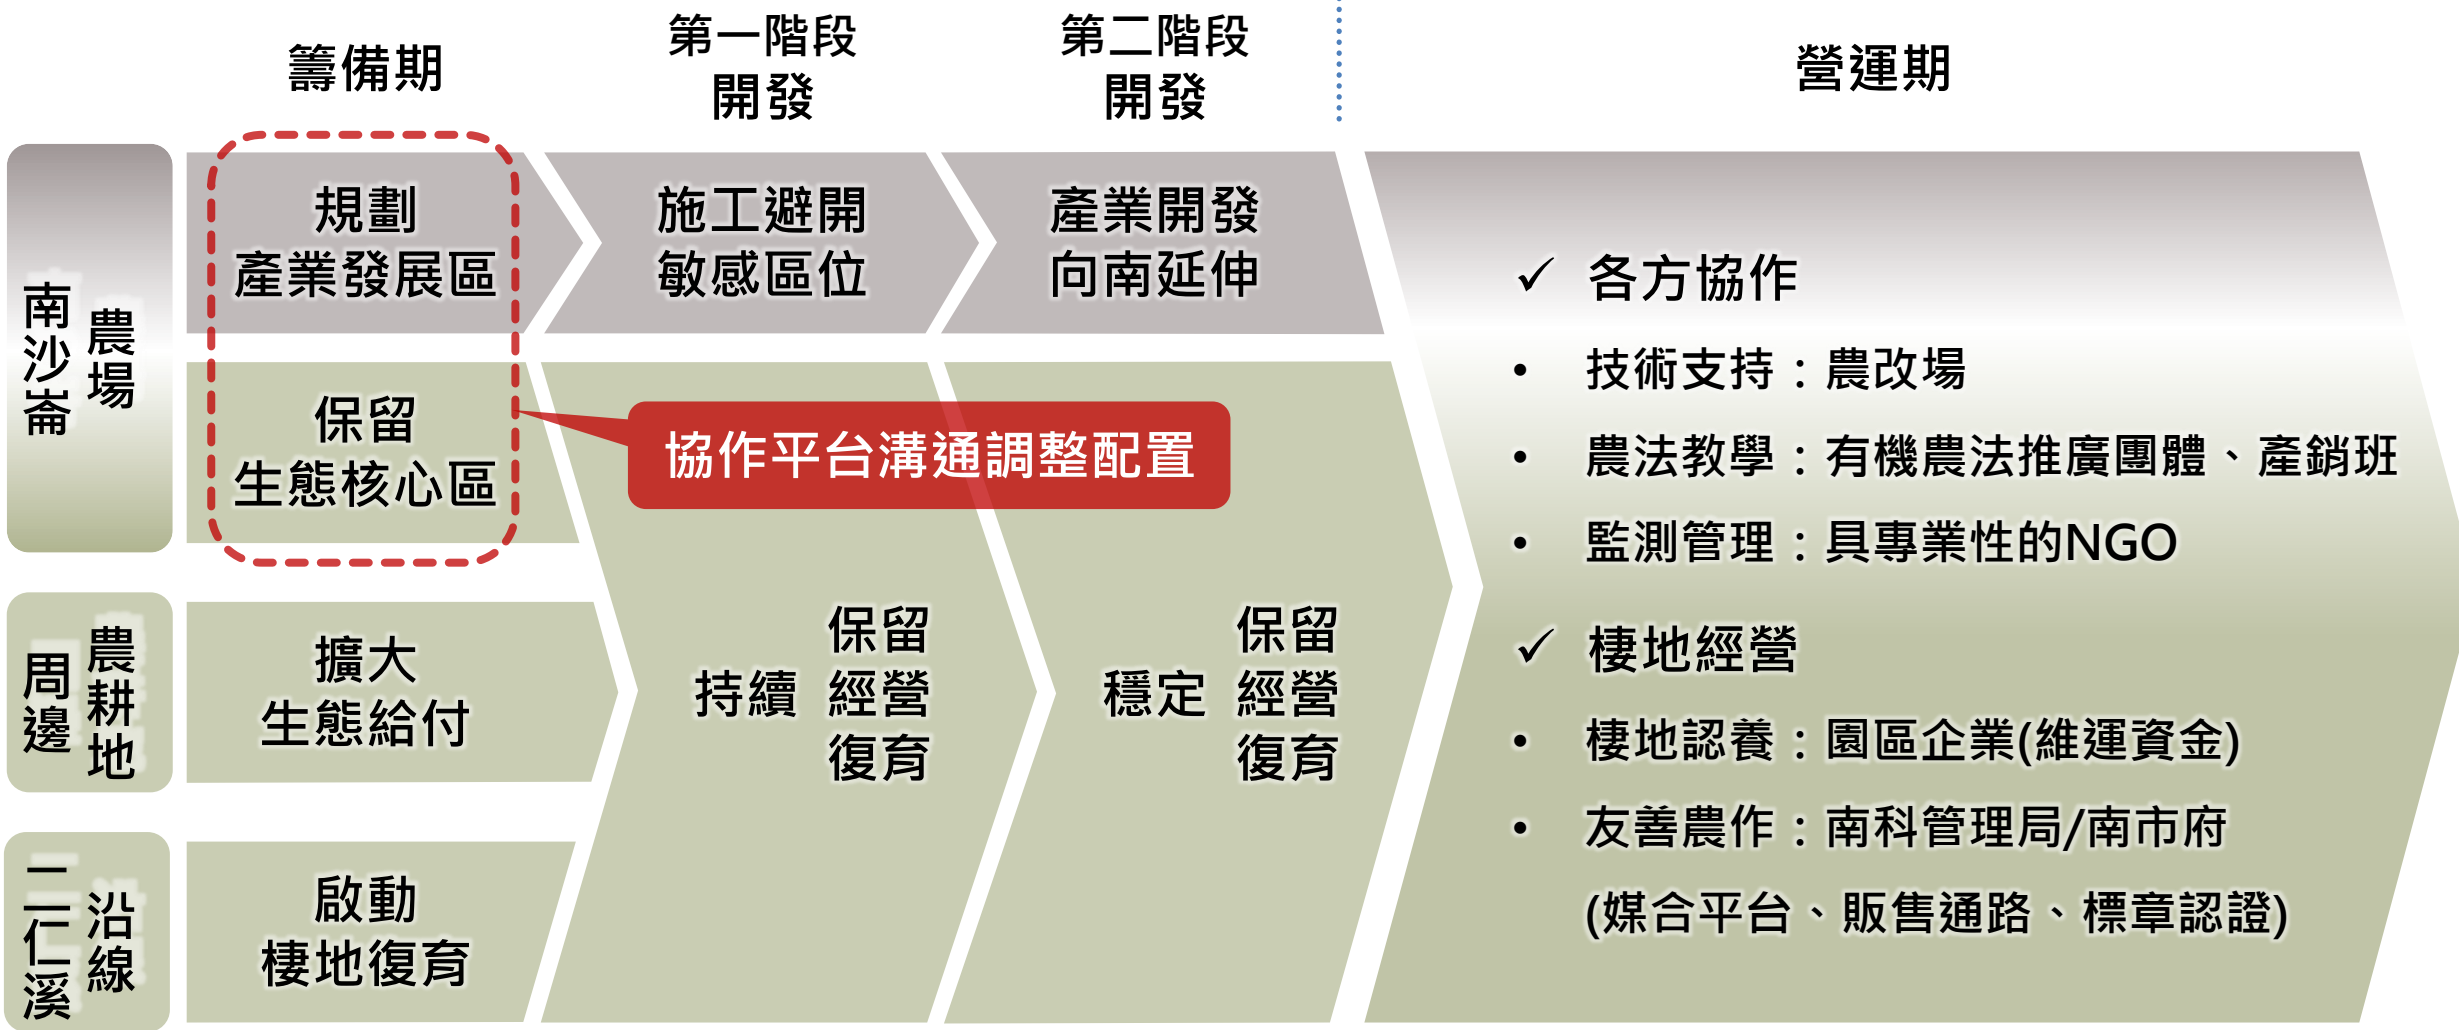 籌備期
第一階段
開發
第二階段
開發
營運期
南沙崙
農場
規劃
產業發展區
施工避開
敏感區位
產業開發
向南延伸
保留
生態核心區
協作平台溝通調整配置
周邊
農耕地
擴大
生態給付
二仁溪
沿線
啟動
棲地復育
持續
保留
經營
復育
穩定
保留
經營
復育
✓ 各方協作
• 技術支持：農改場
• 農法教學：有機農法推廣團體、產銷班
• 監測管理：具專業性的NGO
✓ 棲地經營
• 棲地認養：園區企業(維運資金)
• 友善農作：南科管理局/南市府
(媒合平台、販售通路、標章認證)